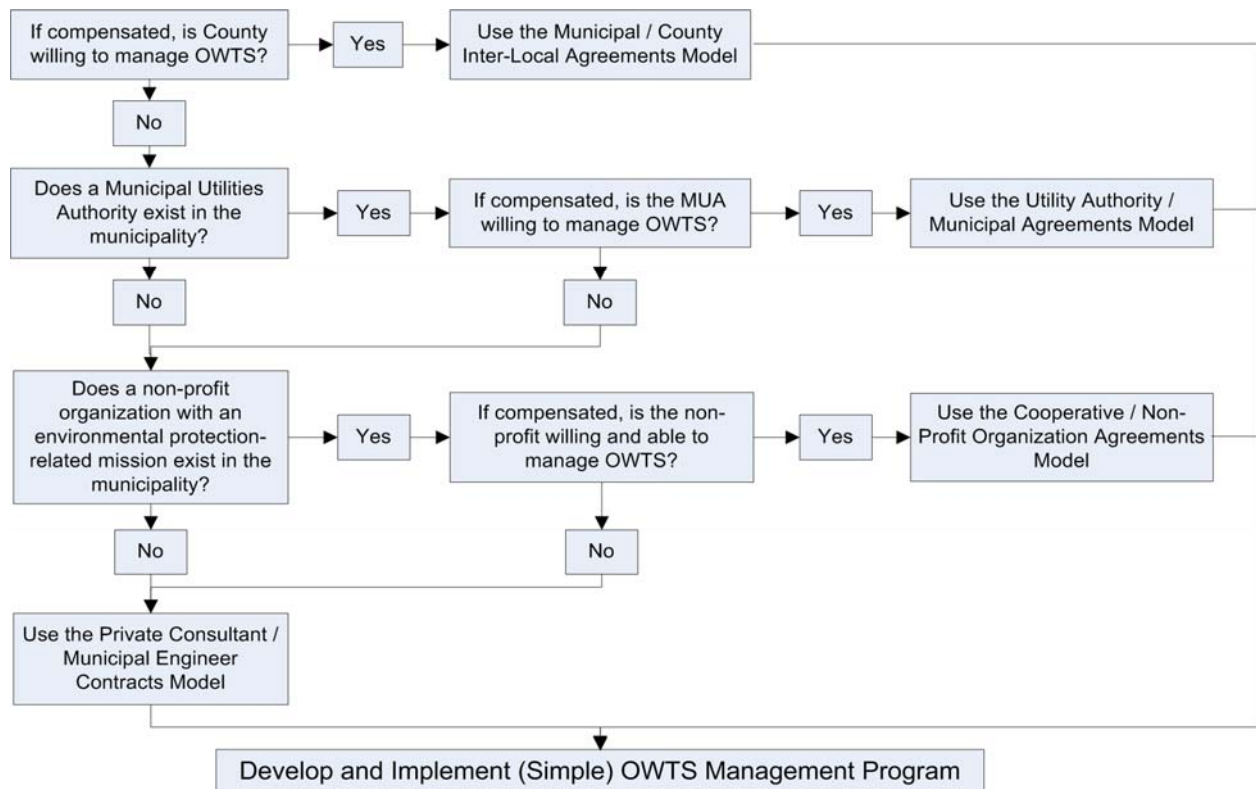 If compensated, is County
willing to manage OWTS?
Yes
Use the Municipal / County
Inter-Local Agreements Model
No
Does a Municipal Utilities
Authority exist in the
municipality?
Yes
If compensated, is the MUA
willing to manage OWTS?
Yes
Use the Utility Authority /
Municipal Agreements Model
No
No
Does a non-profit
organization with an
environmental protection-
related mission exist in the
municipality?
Yes
If compensated, is the non-
profit willing and able to
manage OWTS?
Yes
Use the Cooperative / Non-
Profit Organization Agreements
Model
No
No
Use the Private Consultant /
Municipal Engineer
Contracts Model
Develop and Implement (Simple) OWTS Management Program